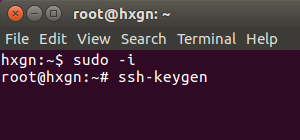 root@hxgn: ~
File Edit View Search Terminal Help
hxgn:~$ sudo -i
root@hxgn:~# ssh-keygen